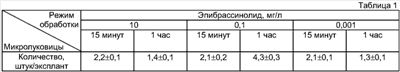 Таблица 1
Режим обработки
Эпибрассинолид, мг/л
10
0,1
0,001
Микролуковицы
15 минут
1 час
15 минут
1 час
15 минут
1 час
Количество, штук/эксплант
2,2±0,1
1,4±0,1
2,1±0,2
4,3±0,3
2,1±0,1
1,3±0,1